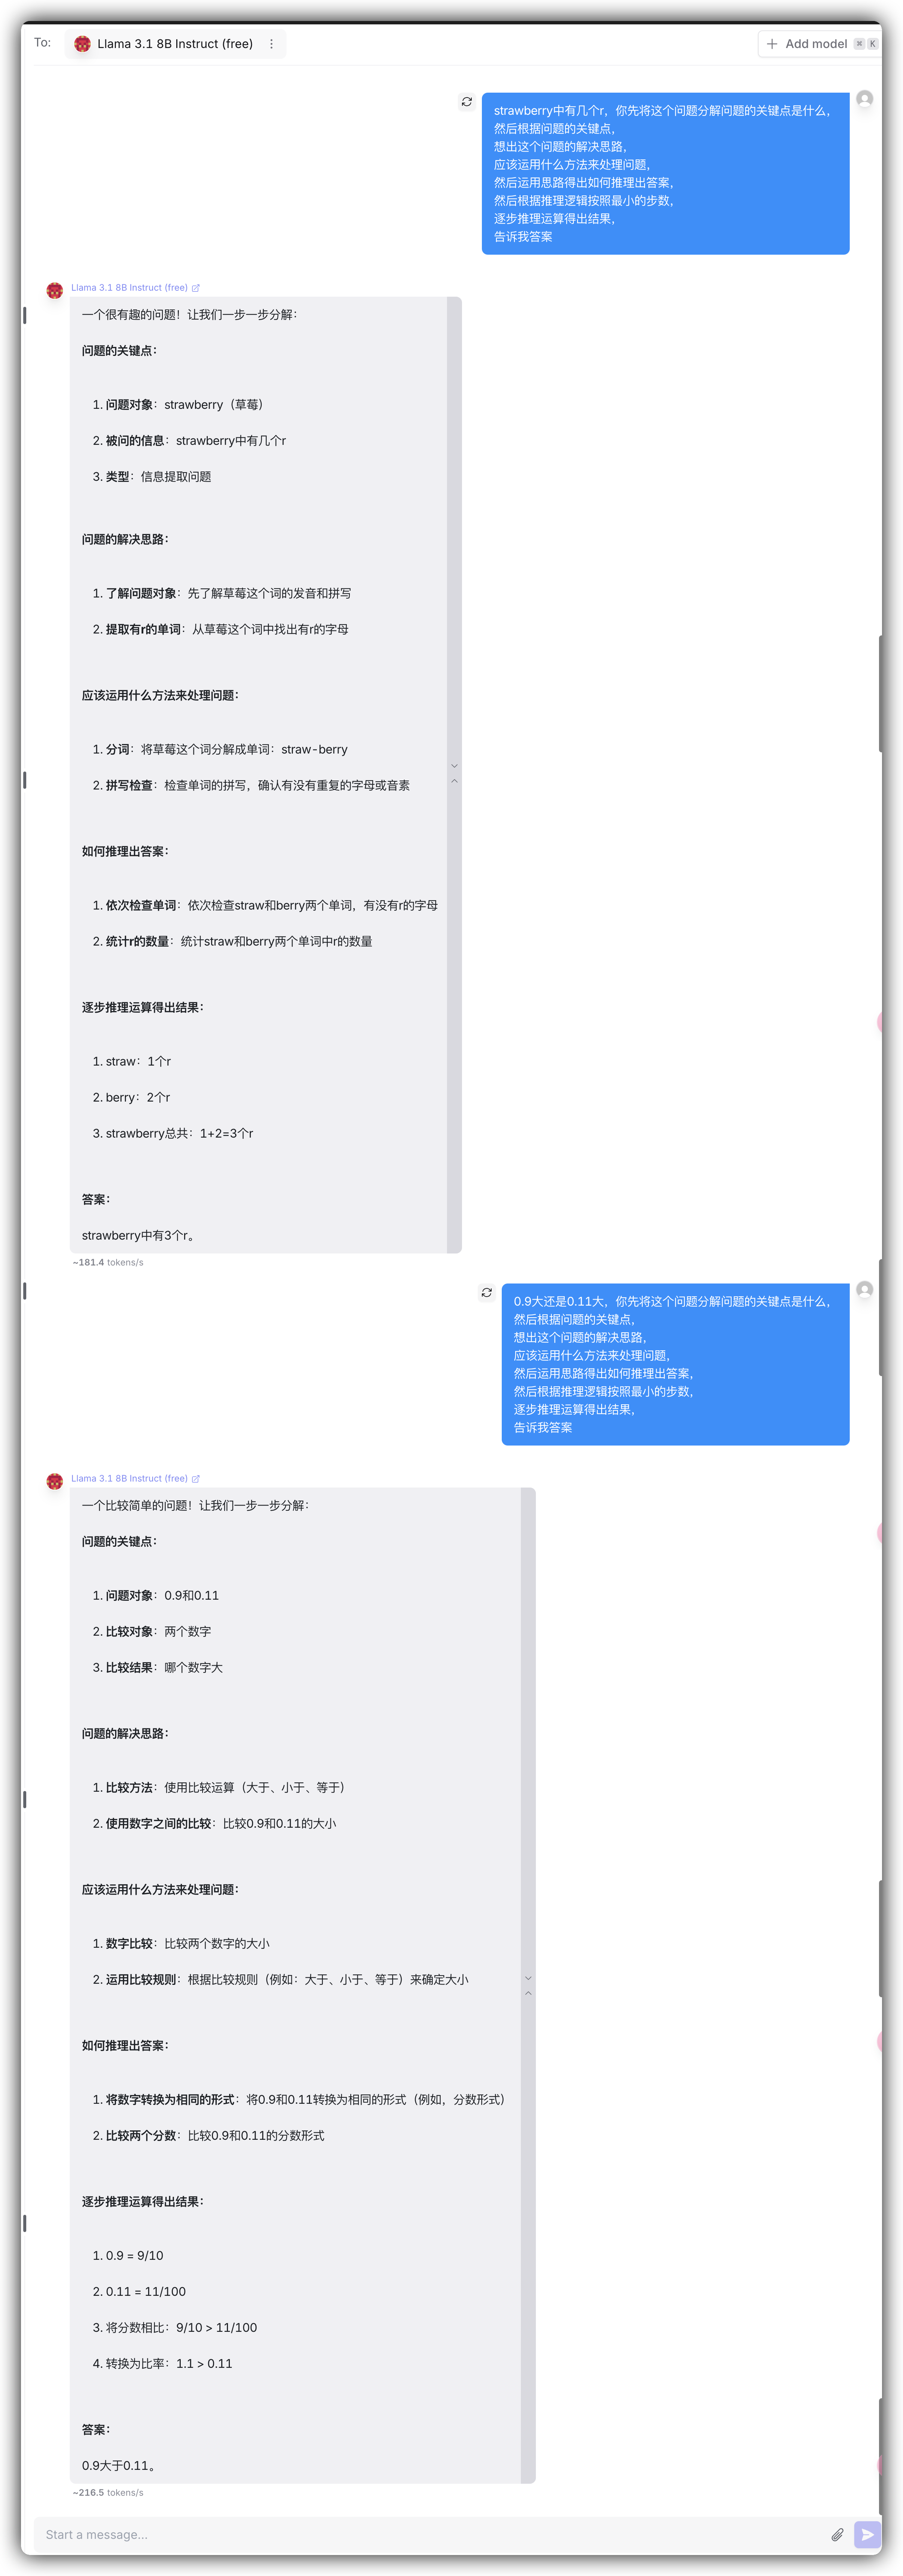 To:
Llama 3.1 8B Instruct (free)
Add model ⌘ K
strawberry中有几个r，你先将这个问题分解问题的关键点是什么，
然后根据问题的关键点，
想出这个问题的解决思路，
应该运用什么方法来处理问题，
然后运用思路得出如何推理出答案，
然后根据推理逻辑按照最小的步数，
逐步推理运算得出结果，
告诉我答案
Llama 3.1 8B Instruct (free)
一个很有趣的问题！让我们一步一步分解：
问题的关键点：
1. 问题对象：strawberry（草莓）
2. 被问的信息：strawberry中有几个r
3. 类型：信息提取问题
问题的解决思路：
1. 了解问题对象：先了解草莓这个词的发音和拼写
2. 提取有r的单词：从草莓这个词中找出有r的字母
应该运用什么方法来处理问题：
1. 分词：将草莓这个词分解成单词：straw-berry
2. 拼写检查：检查单词的拼写，确认有没有重复的字母或音素
如何推理出答案：
1. 依次检查单词：依次检查straw和berry两个单词，有没有r的字母
2. 统计r的数量：统计straw和berry两个单词中r的数量
逐步推理运算得出结果：
1. straw：1个r
2. berry：2个r
3. strawberry总共：1+2=3个r
答案：
strawberry中有3个r。
~181.4 tokens/s
0.9大还是0.11大，你先将这个问题分解问题的关键点是什么，
然后根据问题的关键点，
想出这个问题的解决思路，
应该运用什么方法来处理问题，
然后运用思路得出如何推理出答案，
然后根据推理逻辑按照最小的步数，
逐步推理运算得出结果，
告诉我答案
Llama 3.1 8B Instruct (free)
一个比较简单的问题！让我们一步一步分解：
问题的关键点：
1. 问题对象：0.9和0.11
2. 比较对象：两个数字
3. 比较结果：哪个数字大
问题的解决思路：
1. 比较方法：使用比较运算（大于、小于、等于）
2. 使用数字之间的比较：比较0.9和0.11的大小
应该运用什么方法来处理问题：
1. 数字比较：比较两个数字的大小
2. 运用比较规则：根据比较规则（例如：大于、小于、等于）来确定大小
如何推理出答案：
1. 将数字转换为相同的形式：将0.9和0.11转换为相同的形式（例如，分数形式）
2. 比较两个分数：比较0.9和0.11的分数形式
逐步推理运算得出结果：
1. 0.9 = 9/10
2. 0.11 = 11/100
3. 将分数相比：9/10 > 11/100
4. 转换为比率：1.1 > 0.11
答案：
0.9大于0.11。
~216.5 tokens/s
Start a message...